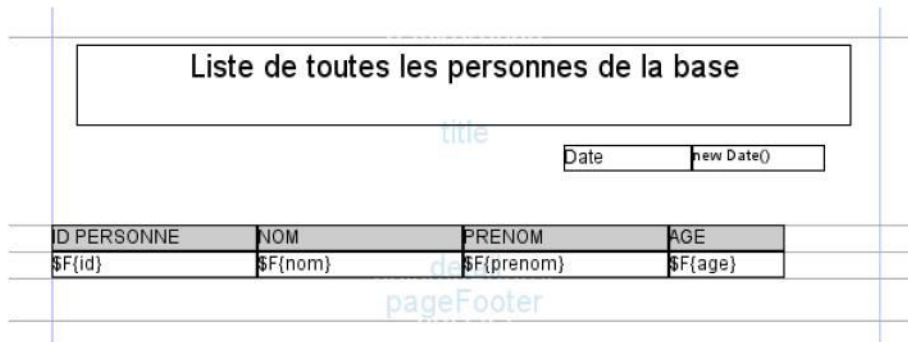 Liste de toutes les personnes de la base
title
Date new Date()
ID PERSONNE NOM PRENOM AGE
$F{id} $F{nom} $F{prenom} $F{age}
pageFooter